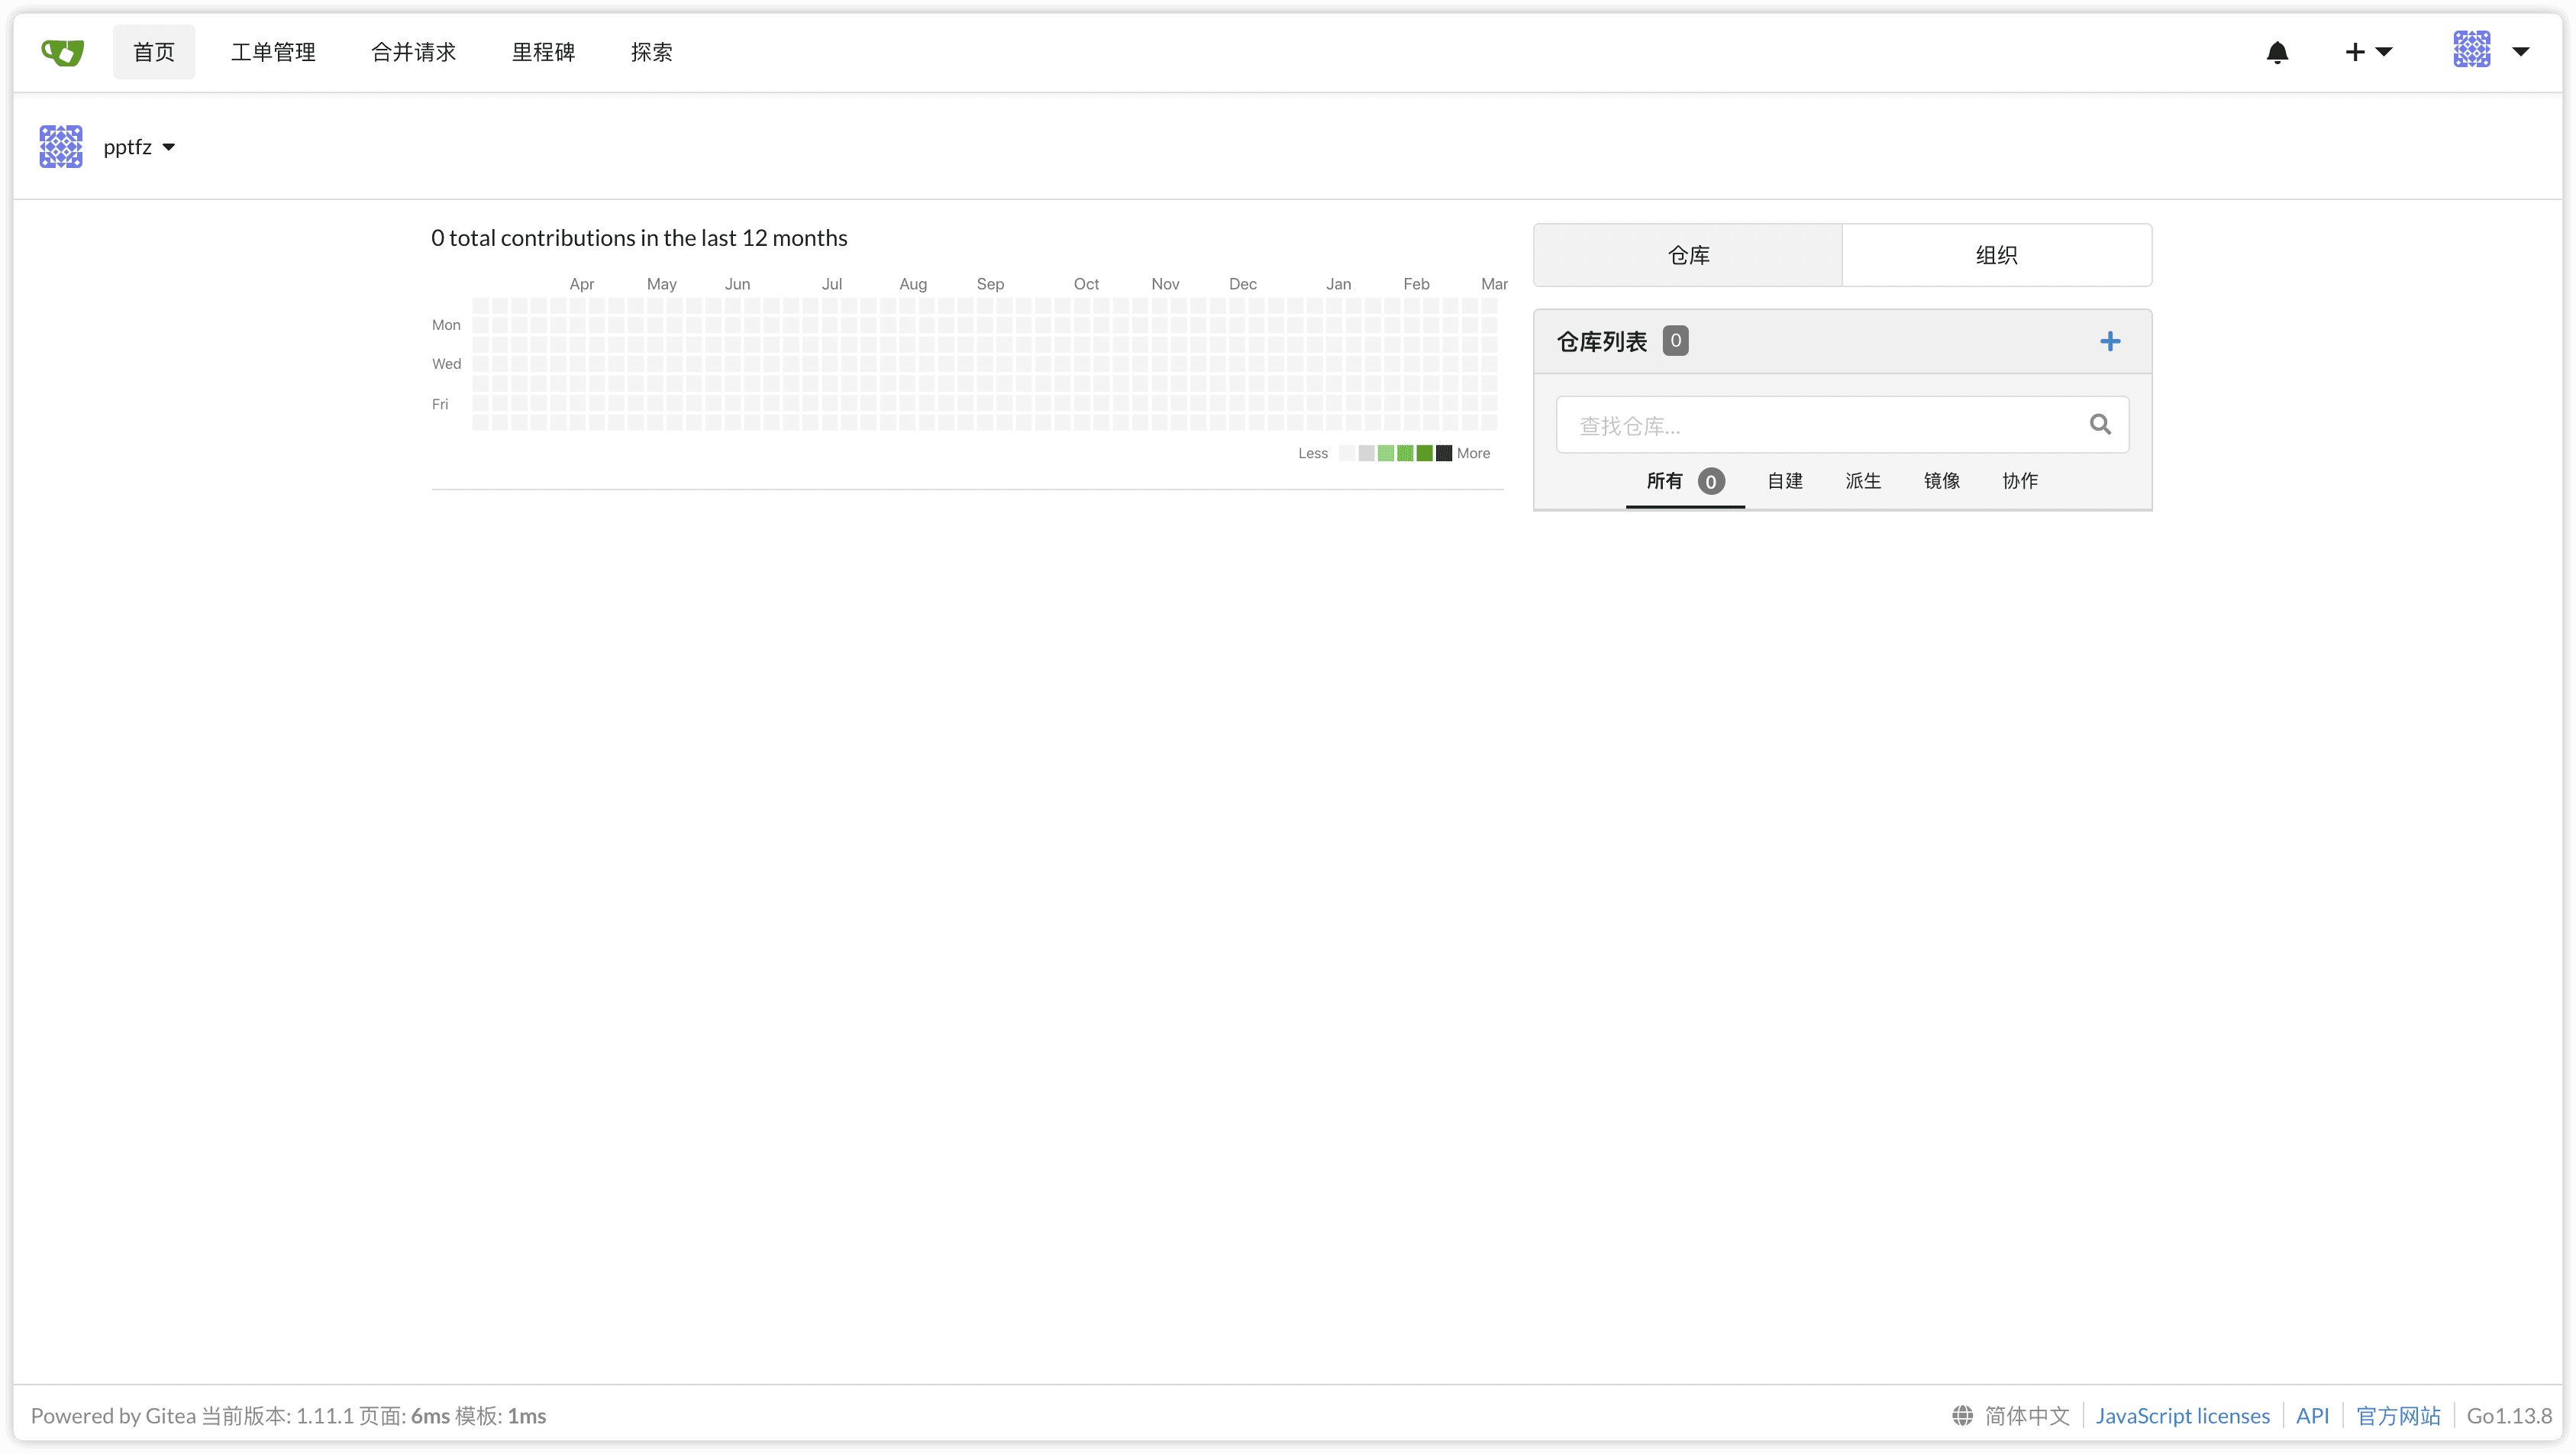 首页 工单管理 合并请求 里程碑 探索
pptfz
0 total contributions in the last 12 months
Apr May Jun Jul Aug Sep Oct Nov Dec Jan Feb Mar
Mon
Wed
Fri
Less More
仓库 组织
仓库列表 0
查找仓库...
所有 0 自建 派生 镜像 协作
Powered by Gitea 当前版本: 1.11.1 页面: 6ms 模板: 1ms
简体中文 JavaScript licenses API 官方网站 Go1.13.8